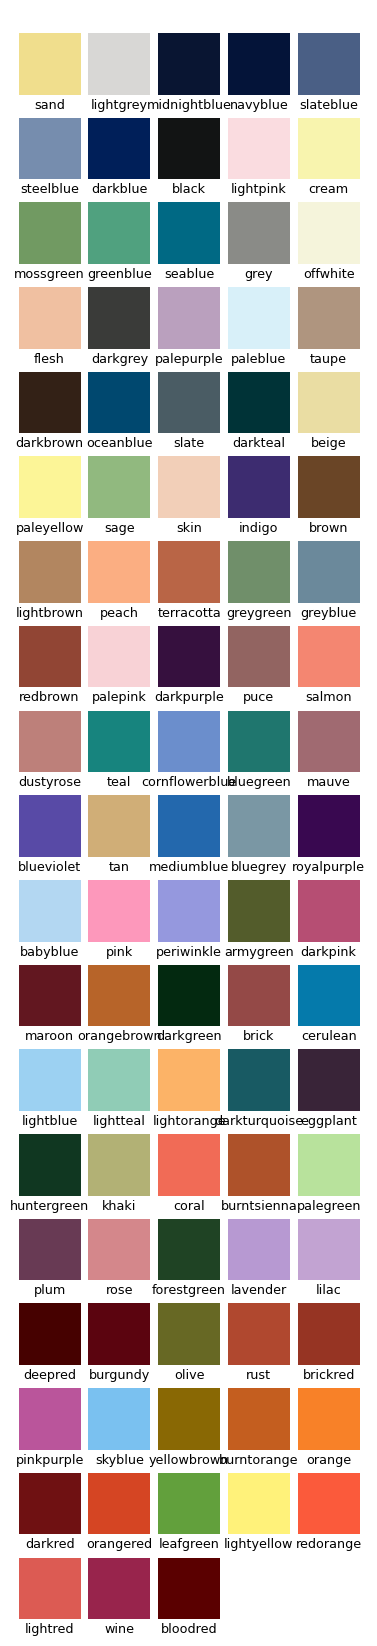 sand lightgrey midnightblue navyblue slateblue
steelblue darkblue black lightpink cream
mossgreen greenblue seablue grey offwhite
flesh darkgrey palepurple paleblue taupe
darkbrown oceanblue slate darkteal beige
paleyellow sage skin indigo brown
lightbrown peach terracotta greygreen greyblue
redbrown palepink darkpurple puce salmon
dustyrose teal cornflowerblue bluegreen mauve
blueviolet tan mediumblue bluegrey royalpurple
babyblue pink periwinkle armygreen darkpink
maroon orangebrown darkgreen brick cerulean
lightblue lightteal lightorange darkturquoise eggplant
huntergreen khaki coral burntsienna palegreen
plum rose forestgreen lavender lilac
deepred burgundy olive rust brickred
pinkpurple skyblue yellowbrown burntorange orange
darkred orangered leafgreen lightyellow redorange
lightred wine bloodred